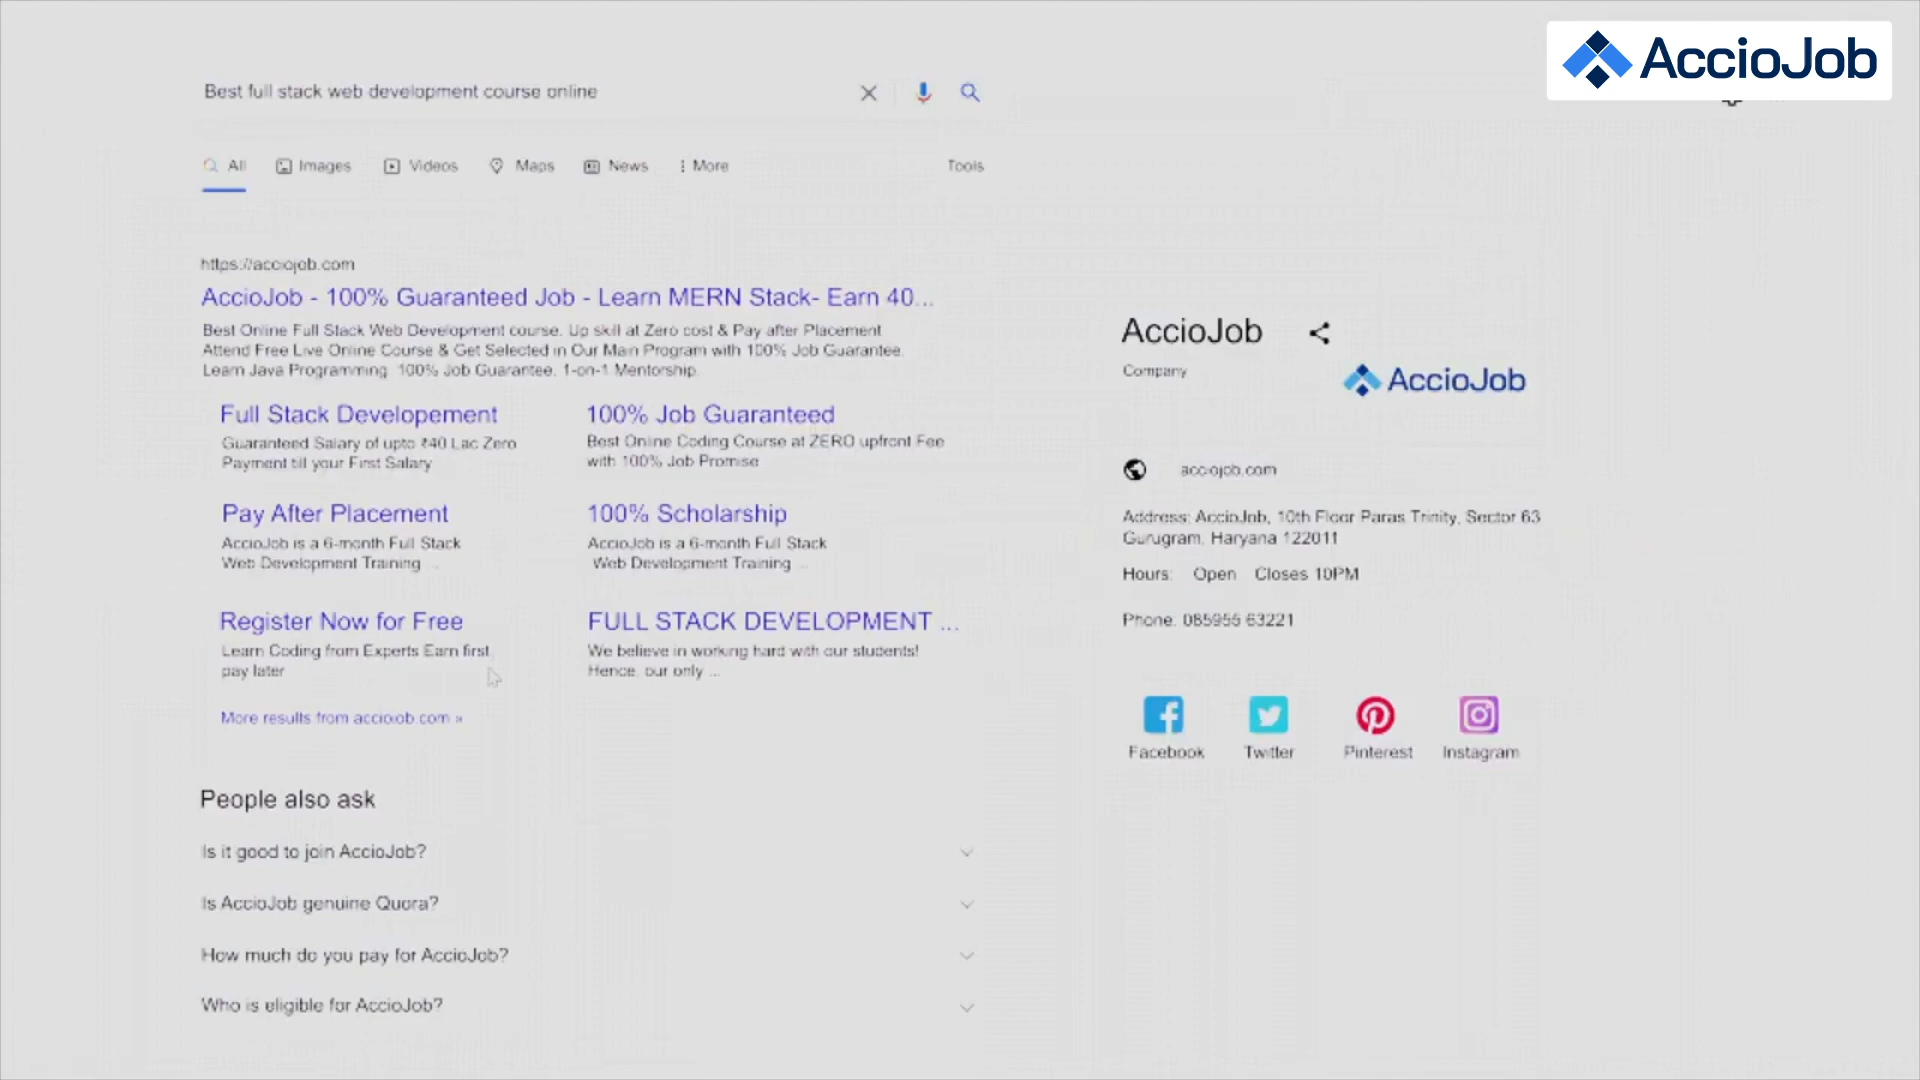 AccioJob
Best full stack web development course online
All Images Videos Maps News More Tools
https://acciojob.com
AccioJob - 100% Guaranteed Job - Learn MERN Stack- Earn 40...
Best Online Full Stack Web Development course. Up skill at Zero cost & Pay after Placement
Attend Free Live Online Course & Get Selected in Our Main Program with 100% Job Guarantee.
Learn Java Programming. 100% Job Guarantee. 1-on-1 Mentorship.
Full Stack Developement
Guaranteed Salary of upto ₹40 Lac Zero
Payment till your First Salary
100% Job Guaranteed
Best Online Coding Course at ZERO upfront Fee
with 100% Job Promise
Pay After Placement
AccioJob is a 6-month Full Stack
Web Development Training ...
100% Scholarship
AccioJob is a 6-month Full Stack
Web Development Training ...
Register Now for Free
Learn Coding from Experts Earn first
pay later
FULL STACK DEVELOPMENT ...
We believe in working hard with our students!
Hence, our only ...
More results from acciojob.com »
People also ask
Is it good to join AccioJob?
Is AccioJob genuine Quora?
How much do you pay for AccioJob?
Who is eligible for AccioJob?
AccioJob
Company
AccioJob
acciojob.com
Address: AccioJob, 10th Floor Paras Trinity, Sector 63
Gurugram, Haryana 122011
Hours: Open Closes 10PM
Phone: 085955 63221
Facebook Twitter Pinterest Instagram